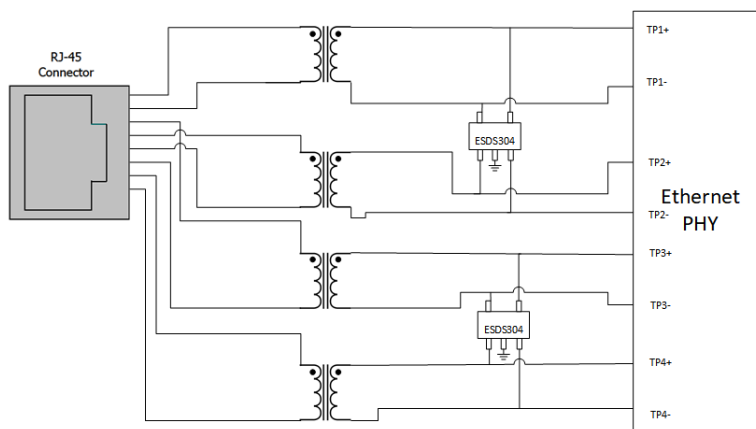 RJ-45
Connector
TP1+
TP1-
ESDS304
TP2+
Ethernet
PHY
TP2-
TP3+
TP3-
ESDS304
TP4+
TP4-